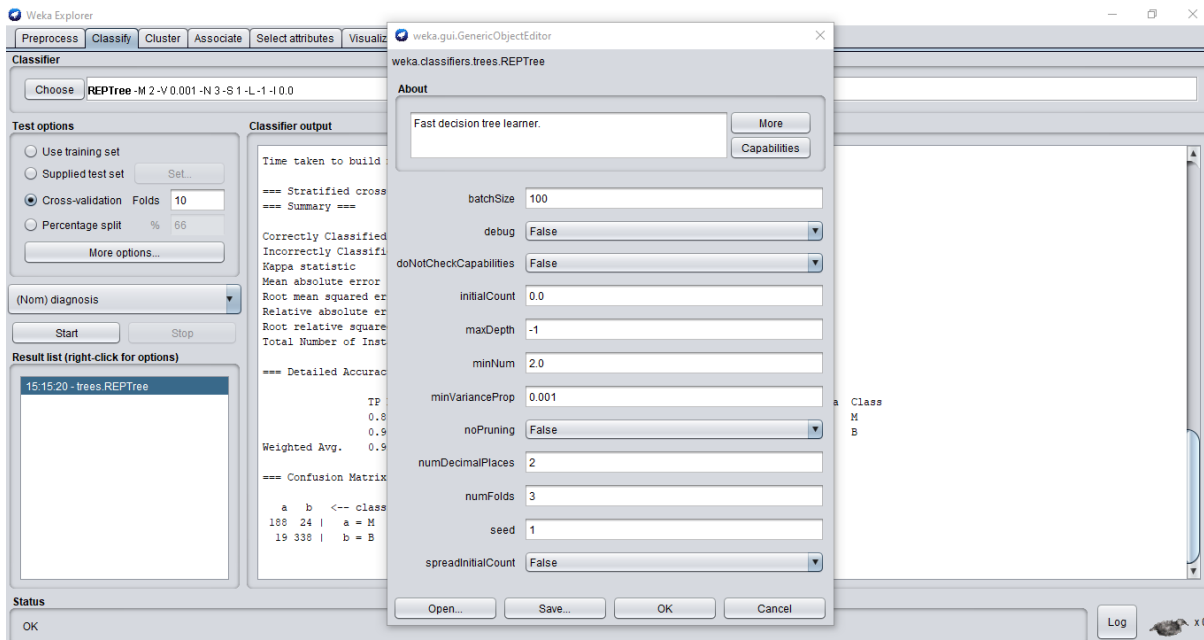 Weka Explorer
Preprocess Classify Cluster Associate Select attributes Visualiz
Classifier
Choose REPTree -M 2 -V 0.001 -N 3 -S 1 -L -1 -I 0.0
Test options
Use training set
Supplied test set Set...
Cross-validation Folds 10
Percentage split % 66
More options...
(Nom) diagnosis
Start Stop
Result list (right-click for options)
15:15:20 - trees.REPTree
Classifier output
Time taken to build
=== Stratified cross
=== Summary ===
Correctly Classified
Incorrectly Classifi
Kappa statistic
Mean absolute error
Root mean squared er
Relative absolute er
Root relative square
Total Number of Inst
=== Detailed Accurac
TP a Class
0.8 M
0.9 B
Weighted Avg. 0.9
=== Confusion Matrix
a b <-- class
188 24 | a = M
19 338 | b = B
weka.gui.GenericObjectEditor
weka.classifiers.trees.REPTree
About
Fast decision tree learner.
More
Capabilities
batchSize 100
debug False
doNotCheckCapabilities False
initialCount 0.0
maxDepth -1
minNum 2.0
minVarianceProp 0.001
noPruning False
numDecimalPlaces 2
numFolds 3
seed 1
spreadInitialCount False
Open... Save... OK Cancel
Status
OK
Log
x